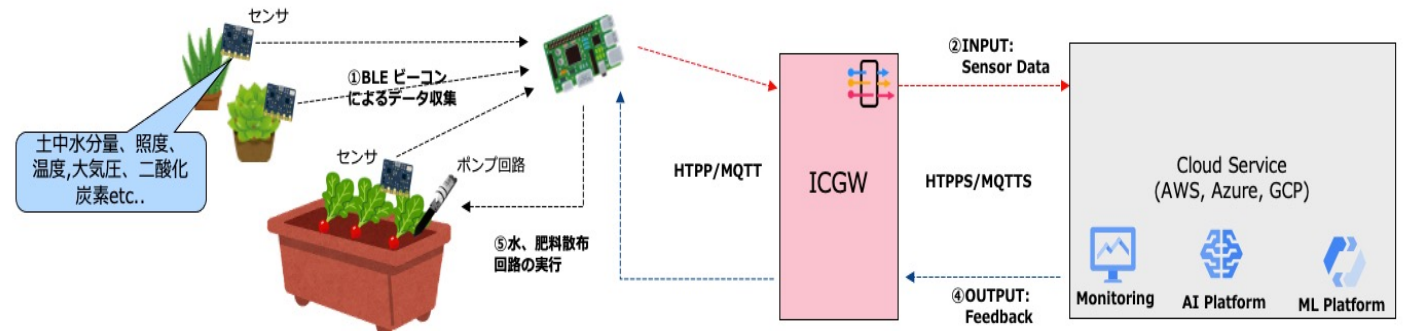 センサ
①BLE ビーコン
によるデータ収集
土中水分量、照度、
温度,大気圧、二酸化
炭素etc..
センサ
ポンプ回路
⑤水、肥料散布
回路の実行
HTPP/MQTT
ICGW
②INPUT:
Sensor Data
HTPPS/MQTTS
④OUTPUT:
Feedback
Cloud Service
(AWS, Azure, GCP)
Monitoring
AI Platform
ML Platform